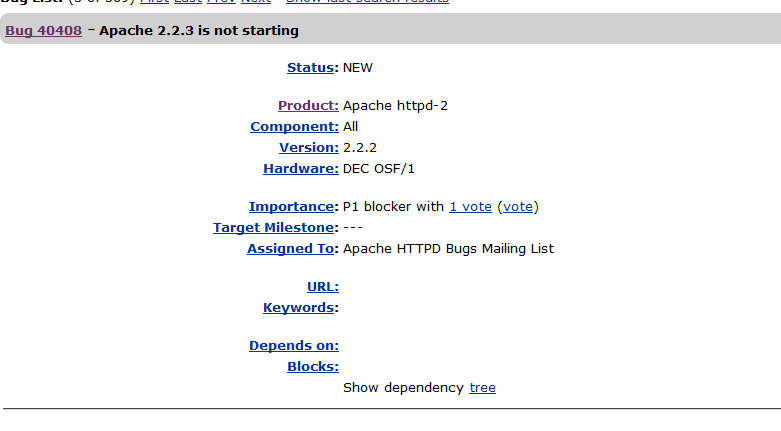 Bug List: (3 of 369) First Last Prev Next Show last search results
Bug 40408 - Apache 2.2.3 is not starting
Status: NEW
Product: Apache httpd-2
Component: All
Version: 2.2.2
Hardware: DEC OSF/1
Importance: P1 blocker with 1 vote (vote)
Target Milestone: ---
Assigned To: Apache HTTPD Bugs Mailing List
URL:
Keywords:
Depends on:
Blocks:
Show dependency tree